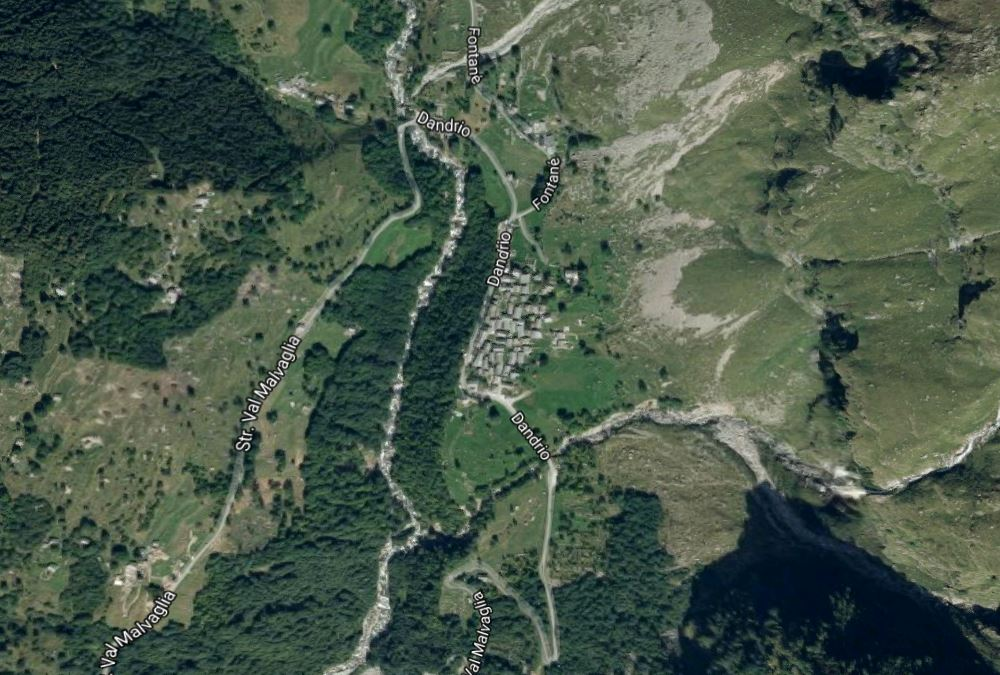 Fontanè
Dandrio
Fontanè
Dandrio
Str. Val Malvaglia
Dandrio
Val Malvaglia
Val Malvaglia